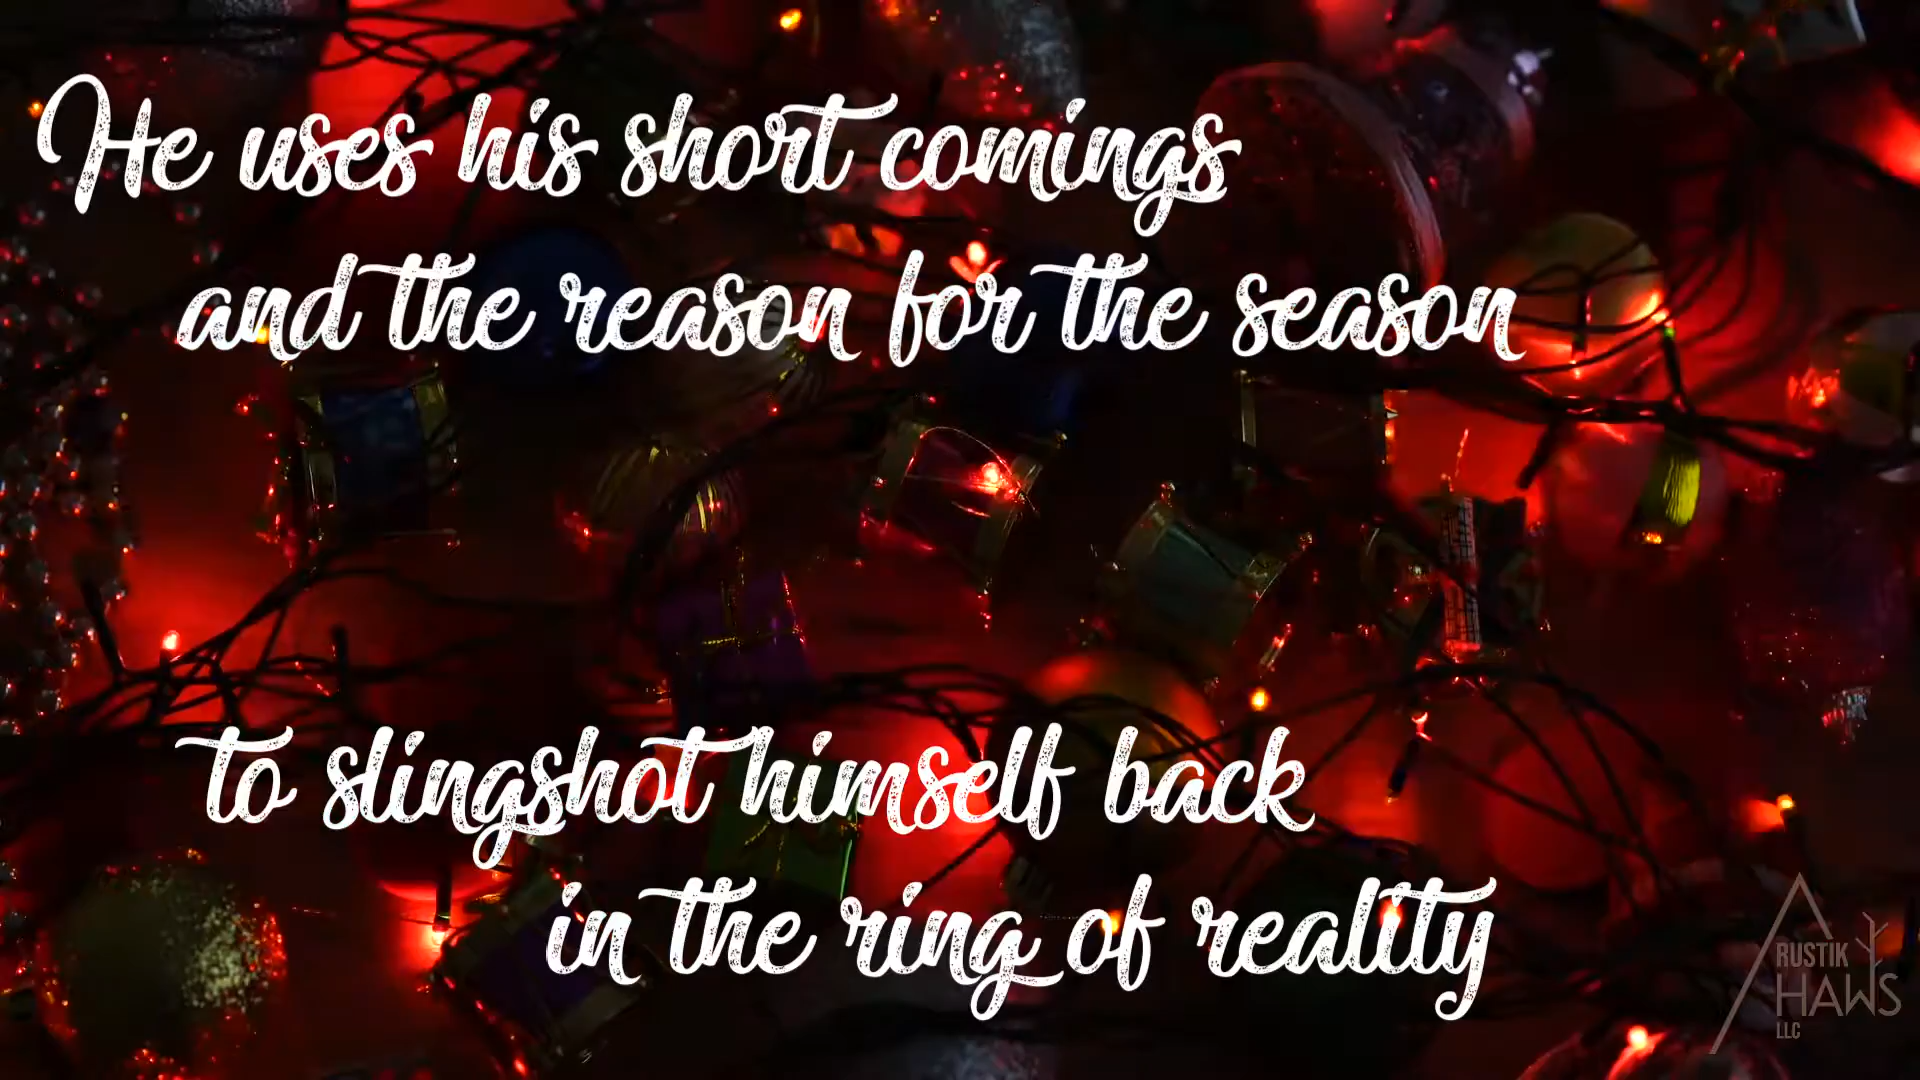 He uses his short comings
and the reason for the season
to slingshot himself back
in the ring of reality
RUSTIK
HAWS
LLC